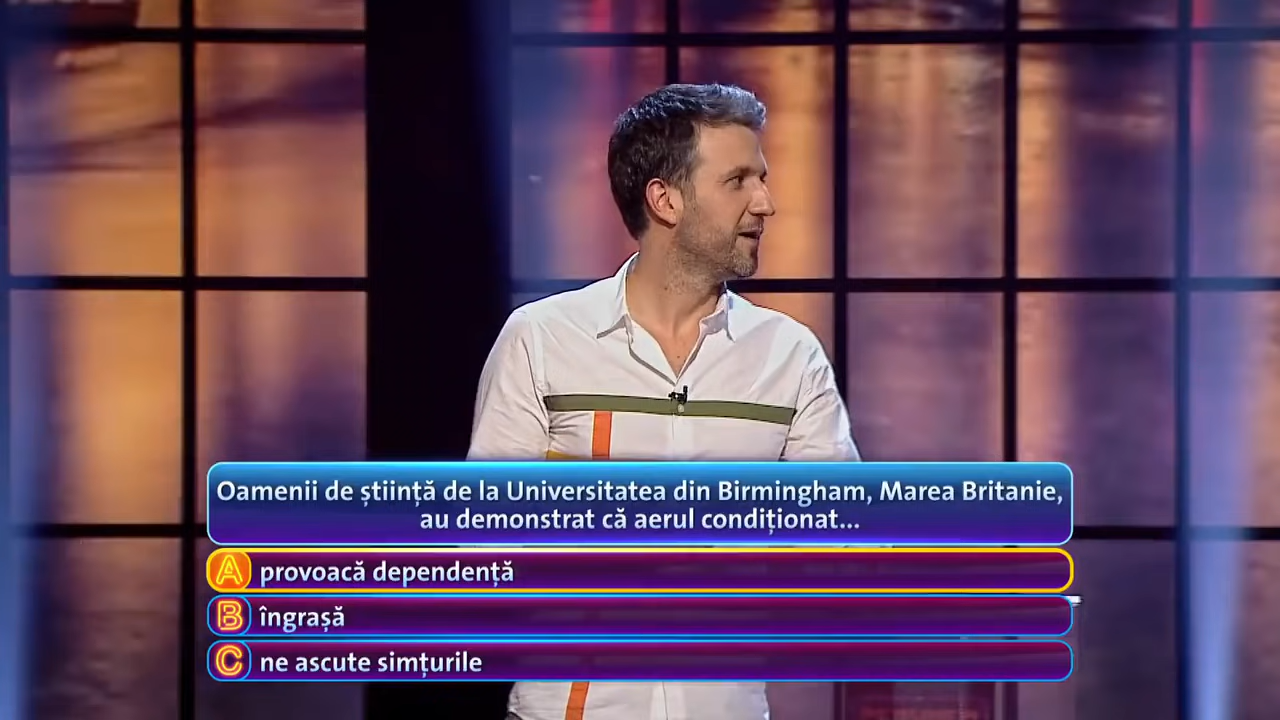 Oamenii de știință de la Universitatea din Birmingham, Marea Britanie,
au demonstrat că aerul condiționat...
A provoacă dependență
B îngrașă
C ne ascute simțurile